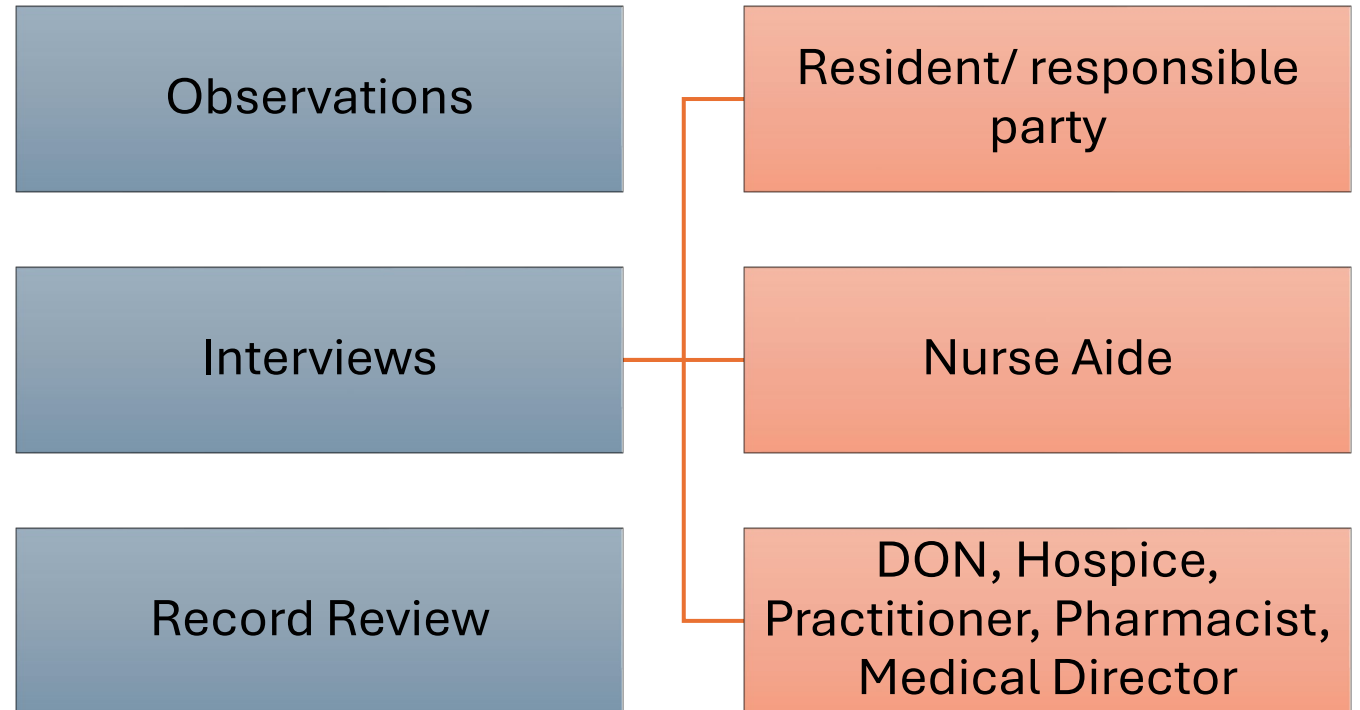 Observations
Resident/ responsible
party
Interviews
Nurse Aide
Record Review
DON, Hospice,
Practitioner, Pharmacist,
Medical Director